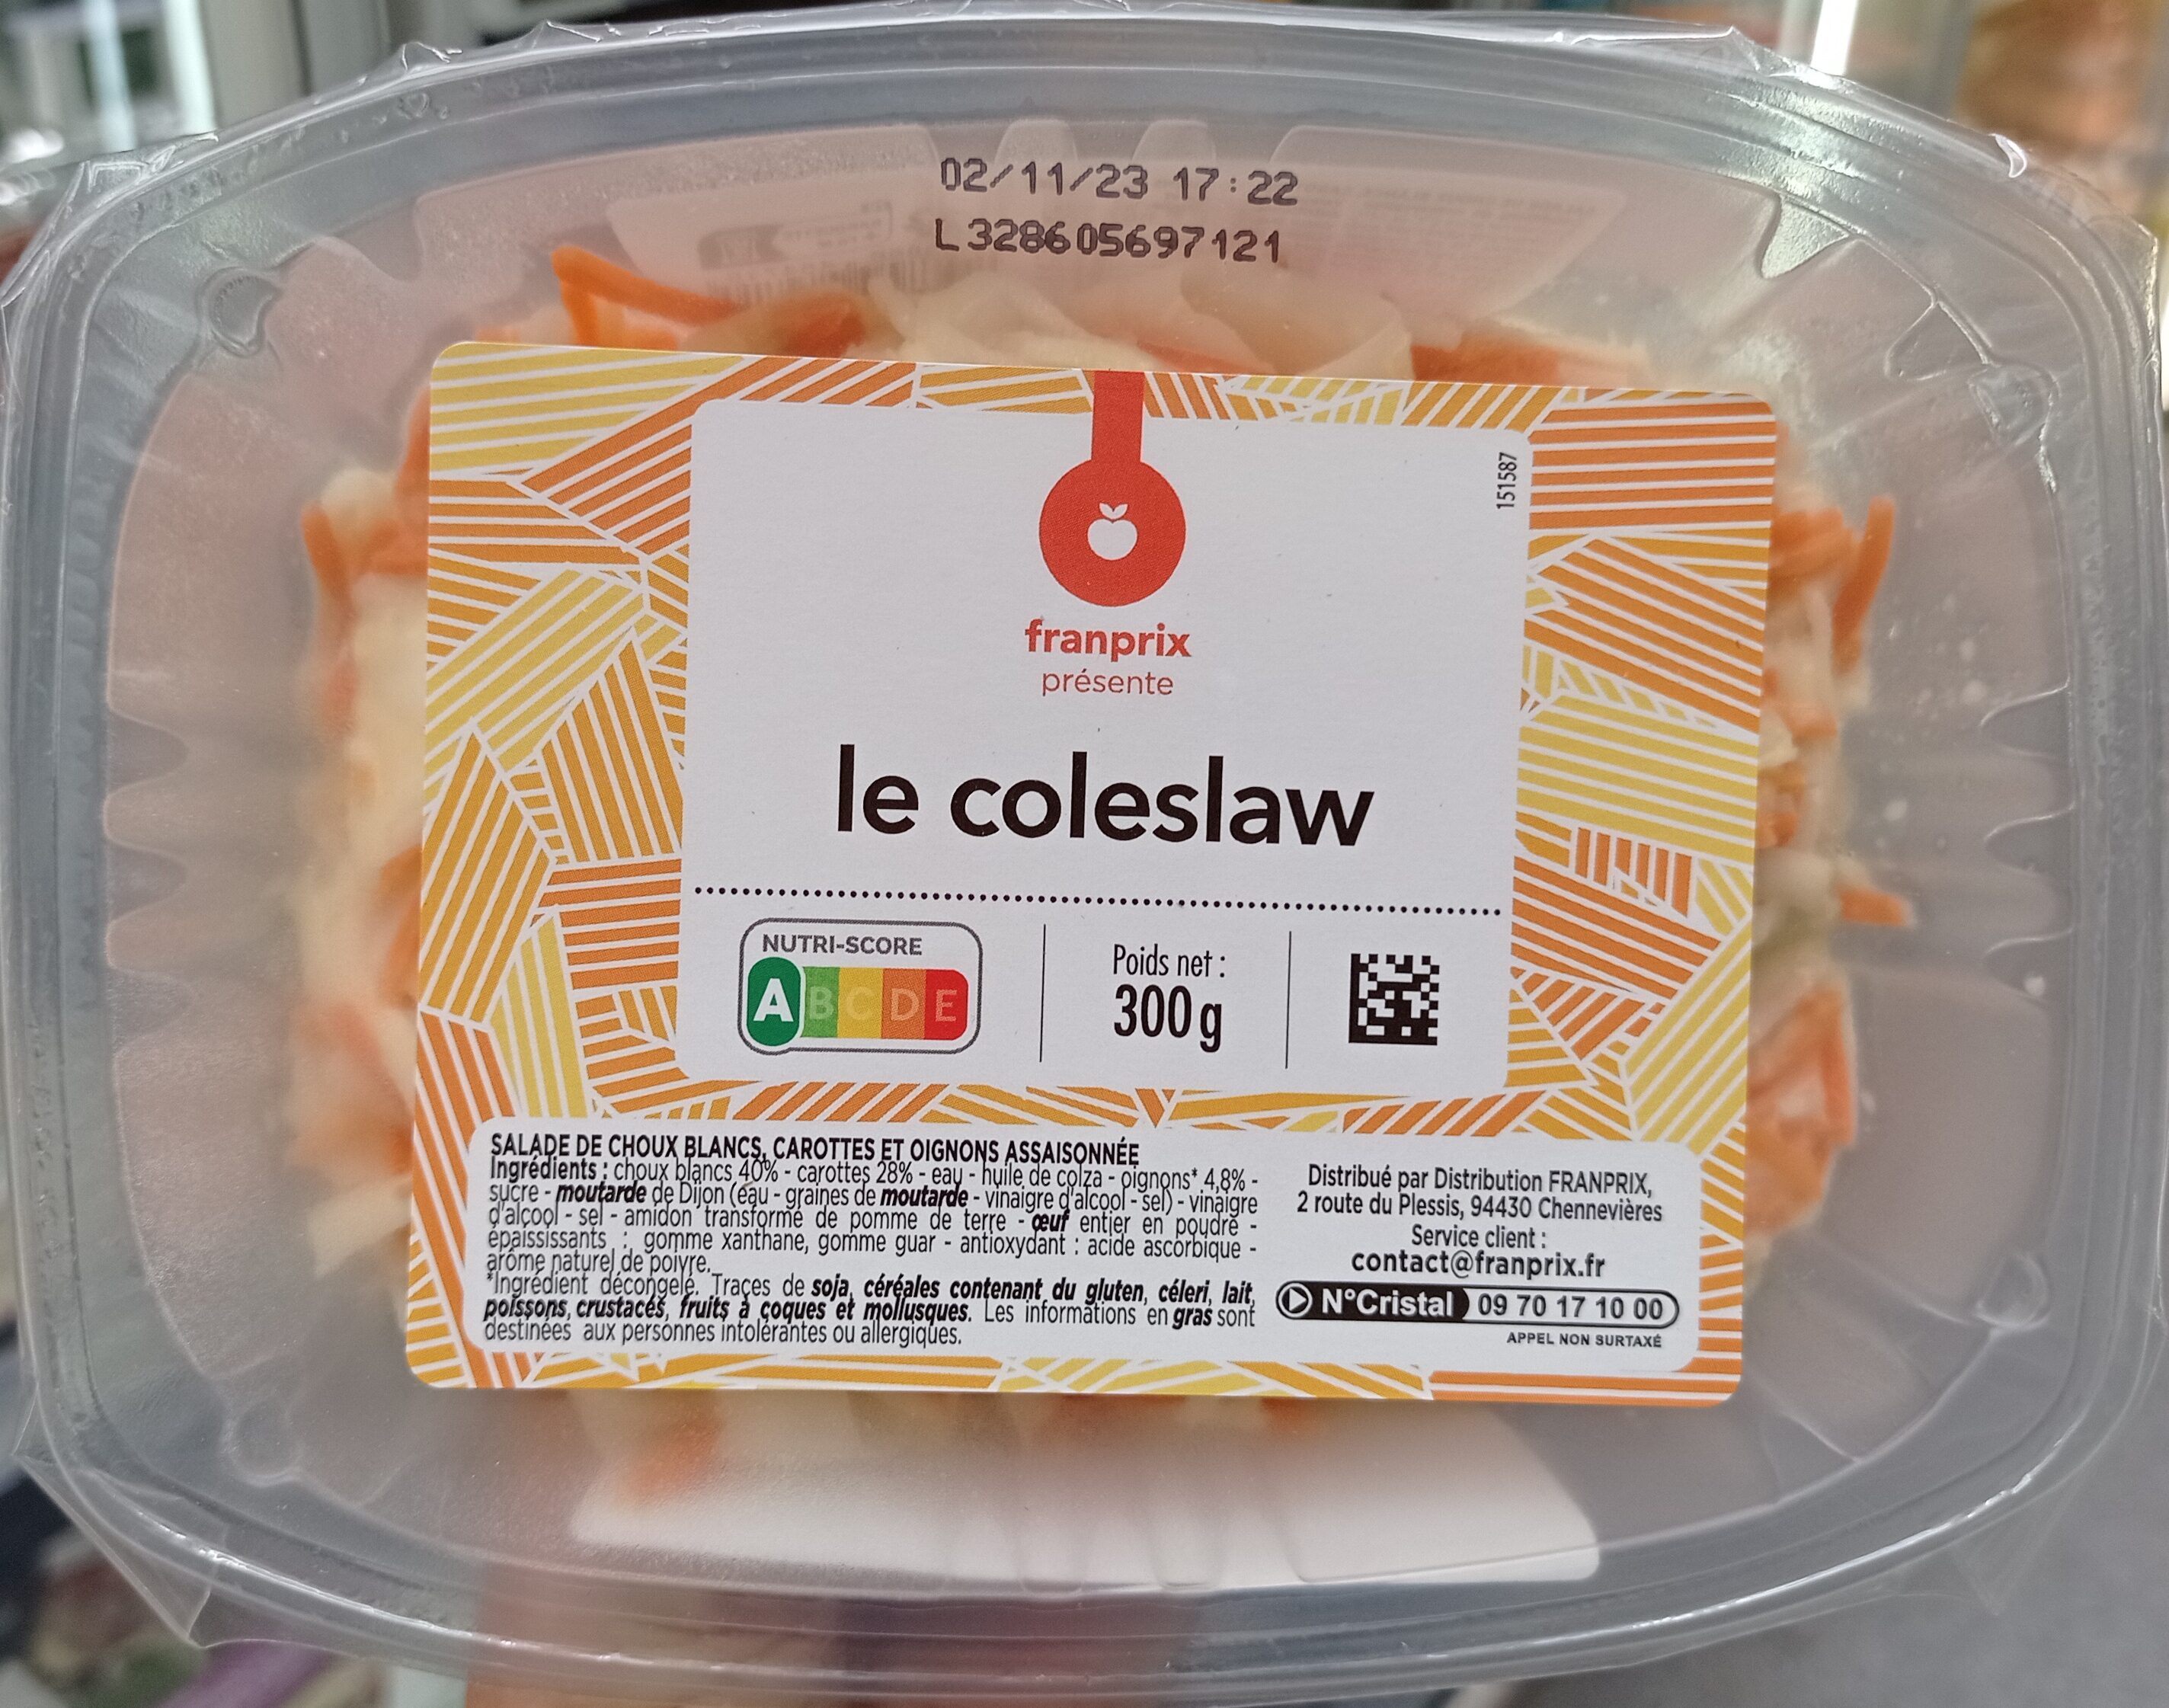 02/11/23 17:22
L328605697121
151587
franprix
présente
le coleslaw
NUTRI-SCORE
A B C D E
Poids net :
300 g
SALADE DE CHOUX BLANCS, CAROTTES ET OIGNONS ASSAISONNÉE
Ingrédients : choux blancs 40% - carottes 28% - eau - huile de colza - oignons* 4,8% -
sucre - moutarde de Dijon (eau - graines de moutarde - vinaigre d'alcool - sel) - vinaigre
d'alcool - sel - amidon transformé de pomme de terre - œuf entier en poudre -
épaississants : gomme xanthane, gomme guar - antioxydant : acide ascorbique -
arôme naturel de poivre.
*Ingrédient décongelé. Traces de soja, céréales contenant du gluten, céleri, lait,
poissons, crustacés, fruits à coques et mollusques. Les informations en gras sont
destinées aux personnes intolérantes ou allergiques.
Distribué par Distribution FRANPRIX,
2 route du Plessis, 94430 Chennevières
Service client :
contact@franprix.fr
N°Cristal 09 70 17 10 00
APPEL NON SURTAXÉ